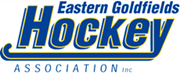 Eastern Goldfields
Hockey
ASSOCIATION Inc